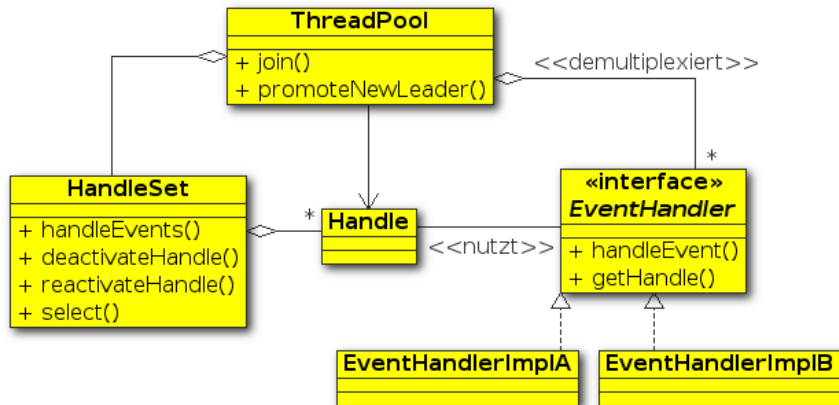 ThreadPool
+ join()
+ promoteNewLeader()
<<demultiplexiert>>
*
HandleSet
+ handleEvents()
+ deactivateHandle()
+ reactivateHandle()
+ select()
*
Handle
<<nutzt>>
«interface»
EventHandler
+ handleEvent()
+ getHandle()
EventHandlerImplA
EventHandlerImplB